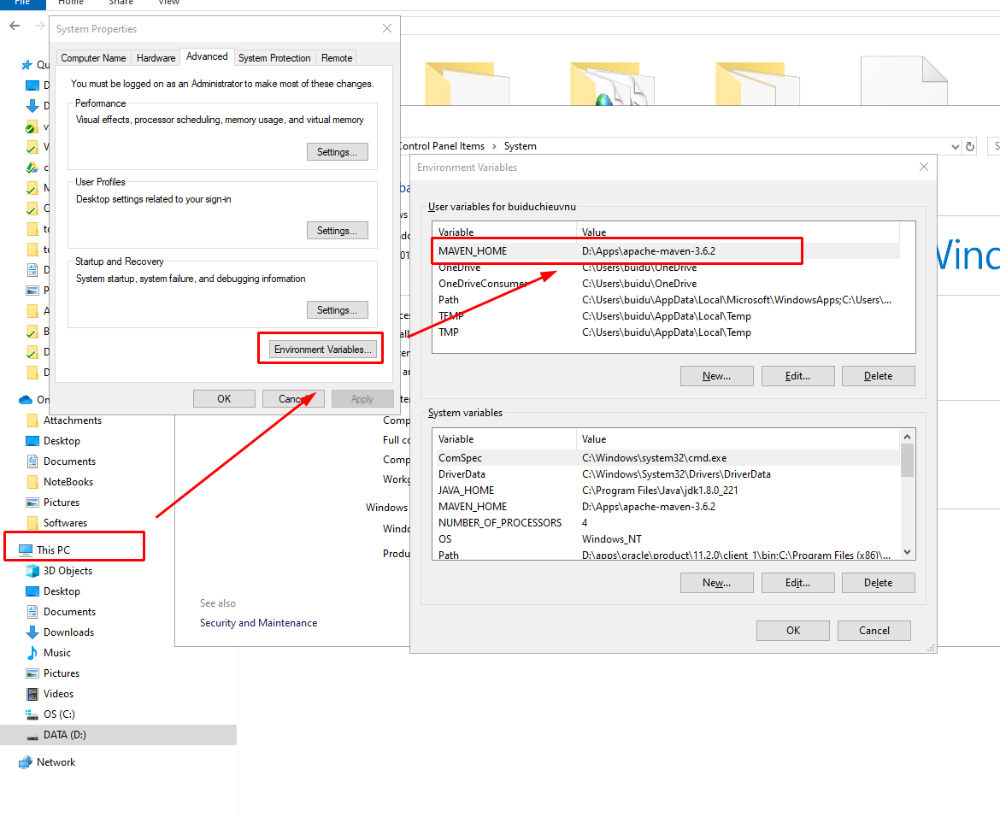 File Home Share View
System Properties
Computer Name Hardware Advanced System Protection Remote
You must be logged on as an Administrator to make most of these changes.
Performance
Visual effects, processor scheduling, memory usage, and virtual memory
Settings...
User Profiles
Desktop settings related to your sign-in
Settings...
Startup and Recovery
System startup, system failure, and debugging information
Settings...
Environment Variables...
OK Cancel Apply
Control Panel Items > System
Environment Variables
User variables for buiduchieuvnu
Variable Value
MAVEN_HOME D:\Apps\apache-maven-3.6.2
OneDrive C:\Users\buidu\OneDrive
OneDriveConsumer C:\Users\buidu\OneDrive
Path C:\Users\buidu\AppData\Local\Microsoft\WindowsApps;C:\Users\...
TEMP C:\Users\buidu\AppData\Local\Temp
TMP C:\Users\buidu\AppData\Local\Temp
New... Edit... Delete
System variables
Variable Value
ComSpec C:\Windows\system32\cmd.exe
DriverData C:\Windows\System32\Drivers\DriverData
JAVA_HOME C:\Program Files\Java\jdk1.8.0_221
MAVEN_HOME D:\Apps\apache-maven-3.6.2
NUMBER_OF_PROCESSORS 4
OS Windows_NT
Path D:\apps\oracle\product\11.2.0\client_1\bin;C:\Program Files (x86)\...
New... Edit... Delete
OK Cancel
Attachments
Desktop
Documents
NoteBooks
Pictures
Softwares
This PC
3D Objects
Desktop
Documents
Downloads
Music
Pictures
Videos
OS (C:)
DATA (D:)
Network
Comp
Full co
Comp
Workg
Windows
Windo
Produ
See also
Security and Maintenance